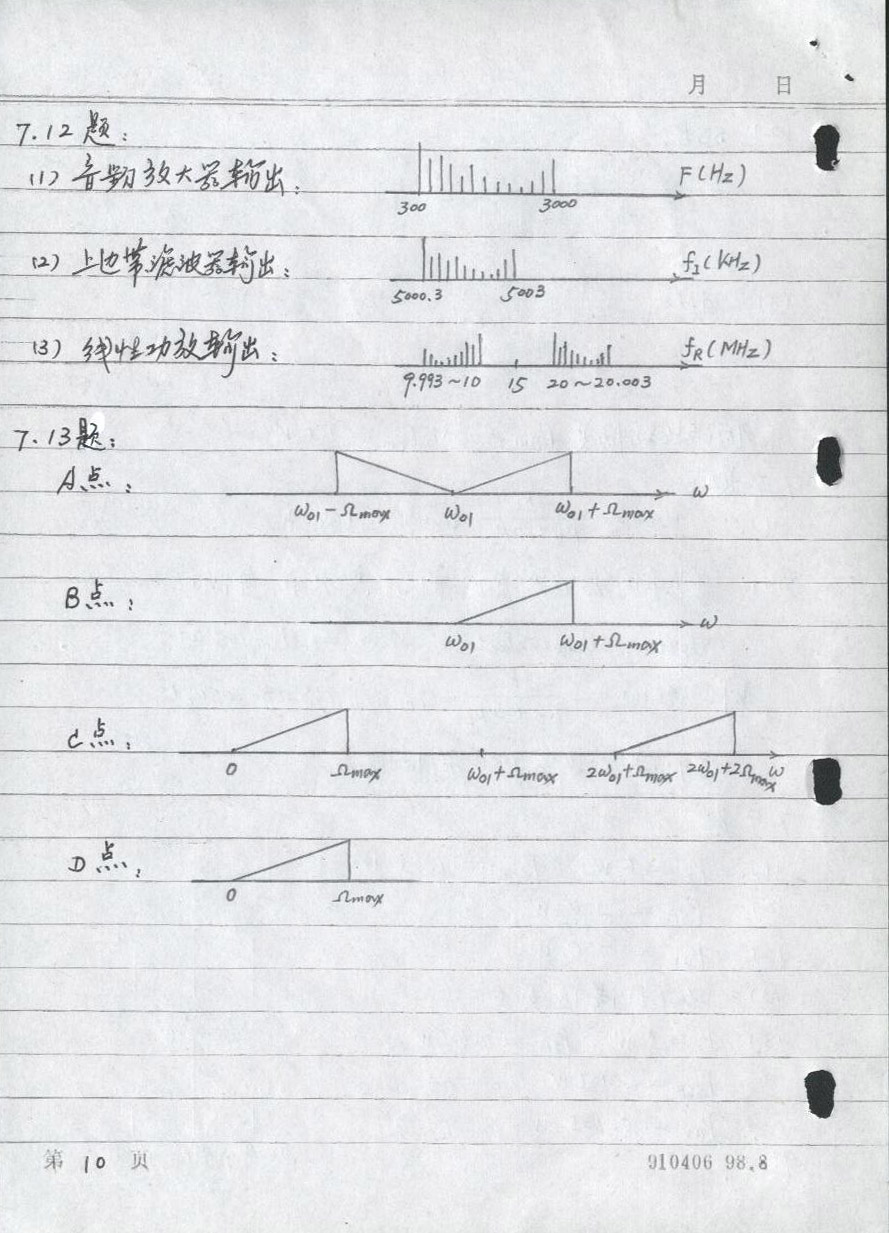 月 日
7.12 题:
(1) 音频放大器输出: F(Hz)
300 3000
(2) 上边带滤波器输出: f₁(KHz)
5000.3 5003
(3) 线性功放输出: fR(MHz)
9.993~10 15 20~20.003
7.13题:
A点: ω
ω₀₁-Ωmax ω₀₁ ω₀₁+Ωmax
B点: ω
ω₀₁ ω₀₁+Ωmax
C点:
0 Ωmax ω₀₁+Ωmax 2ω₀₁+Ωmax 2ω₀₁+2Ωmax ω
D点:
0 Ωmax
第 10 页 910406 98.8